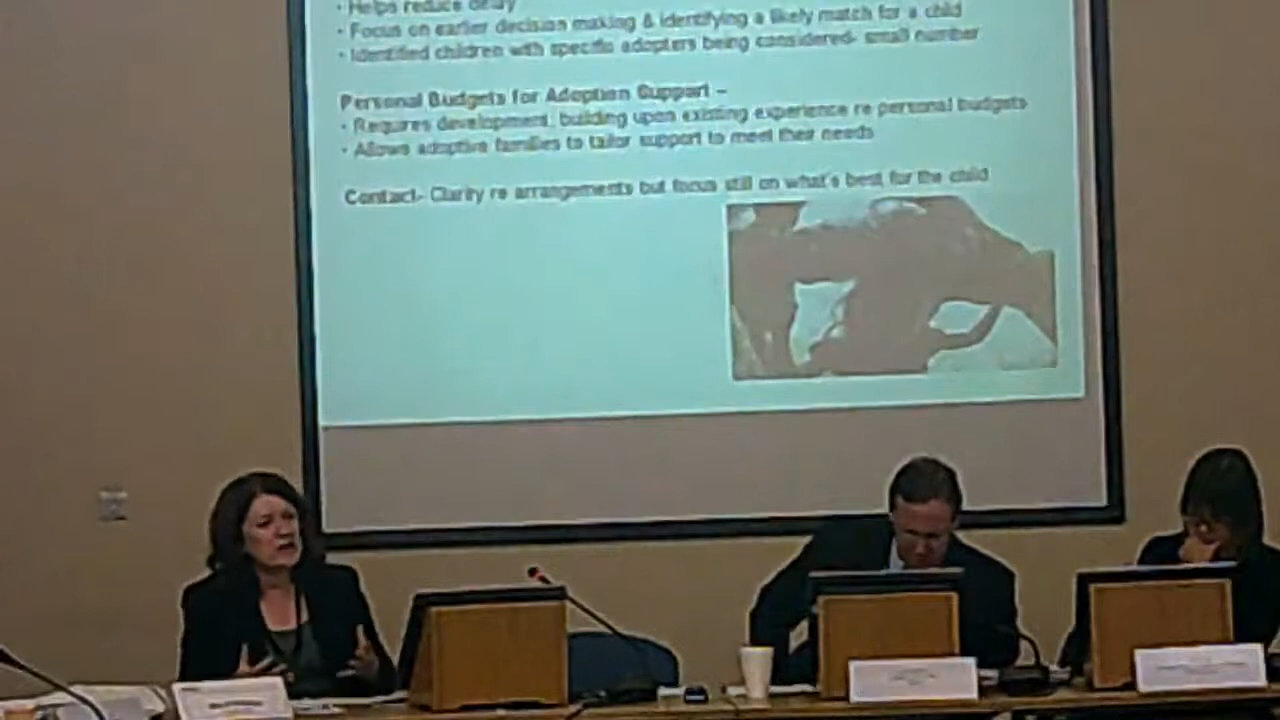 • Helps reduce delay
• Focus on earlier decision making & identifying a likely match for a child
• Identified children with specific adopters being considered- small number
Personal Budgets for Adoption Support –
• Requires development: building upon existing experience re personal budgets
• Allows adoptive families to tailor support to meet their needs
Contact- Clarity re arrangements but focus still on what's best for the child